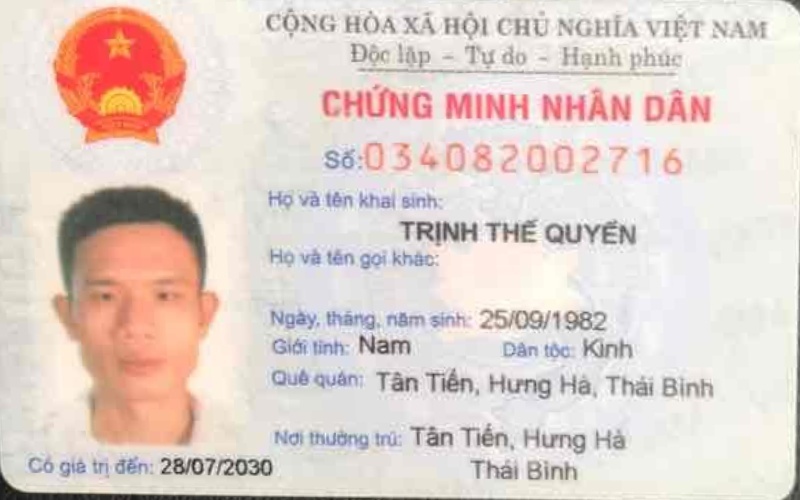 CỘNG HÒA XÃ HỘI CHỦ NGHĨA VIỆT NAM
Độc lập - Tự do - Hạnh phúc
CHỨNG MINH NHÂN DÂN
Số: 034082002716
Họ và tên khai sinh:
TRỊNH THẾ QUYỀN
Họ và tên gọi khác:
Ngày, tháng, năm sinh: 25/09/1982
Giới tính: Nam Dân tộc: Kinh
Quê quán: Tân Tiến, Hưng Hà, Thái Bình
Nơi thường trú: Tân Tiến, Hưng Hà
Thái Bình
Có giá trị đến: 28/07/2030